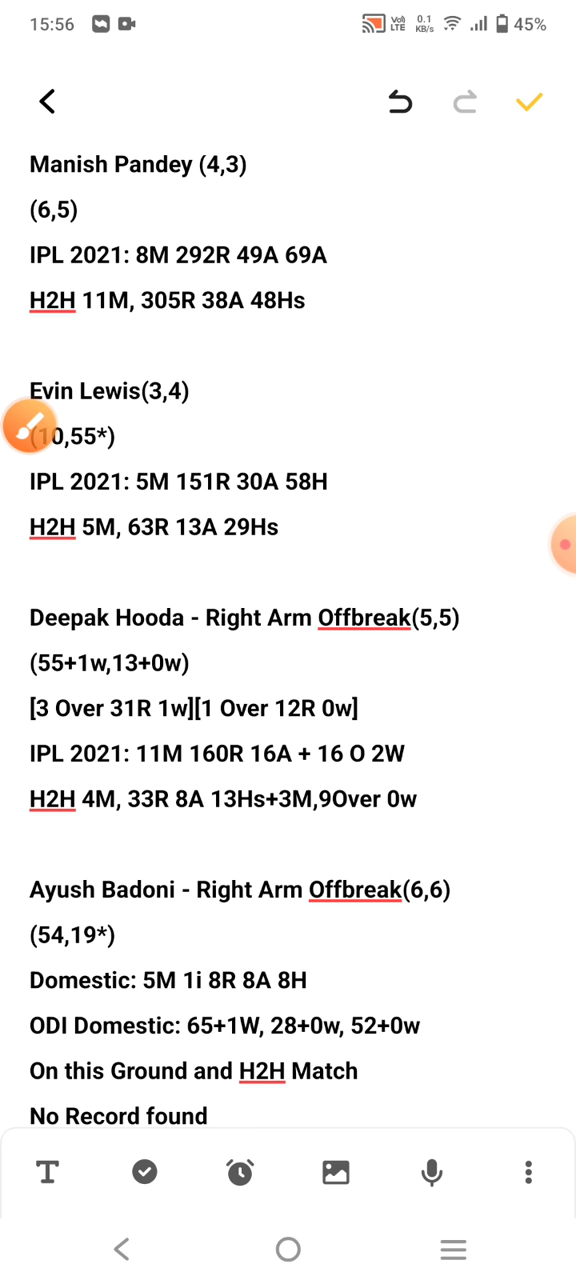 15:56
Vo)) LTE 0.1 KB/s 45%
Manish Pandey (4,3)
(6,5)
IPL 2021: 8M 292R 49A 69A
H2H 11M, 305R 38A 48Hs
Evin Lewis(3,4)
(10,55*)
IPL 2021: 5M 151R 30A 58H
H2H 5M, 63R 13A 29Hs
Deepak Hooda - Right Arm Offbreak(5,5)
(55+1w,13+0w)
[3 Over 31R 1w][1 Over 12R 0w]
IPL 2021: 11M 160R 16A + 16 O 2W
H2H 4M, 33R 8A 13Hs+3M,9Over 0w
Ayush Badoni - Right Arm Offbreak(6,6)
(54,19*)
Domestic: 5M 1i 8R 8A 8H
ODI Domestic: 65+1W, 28+0w, 52+0w
On this Ground and H2H Match
No Record found
T